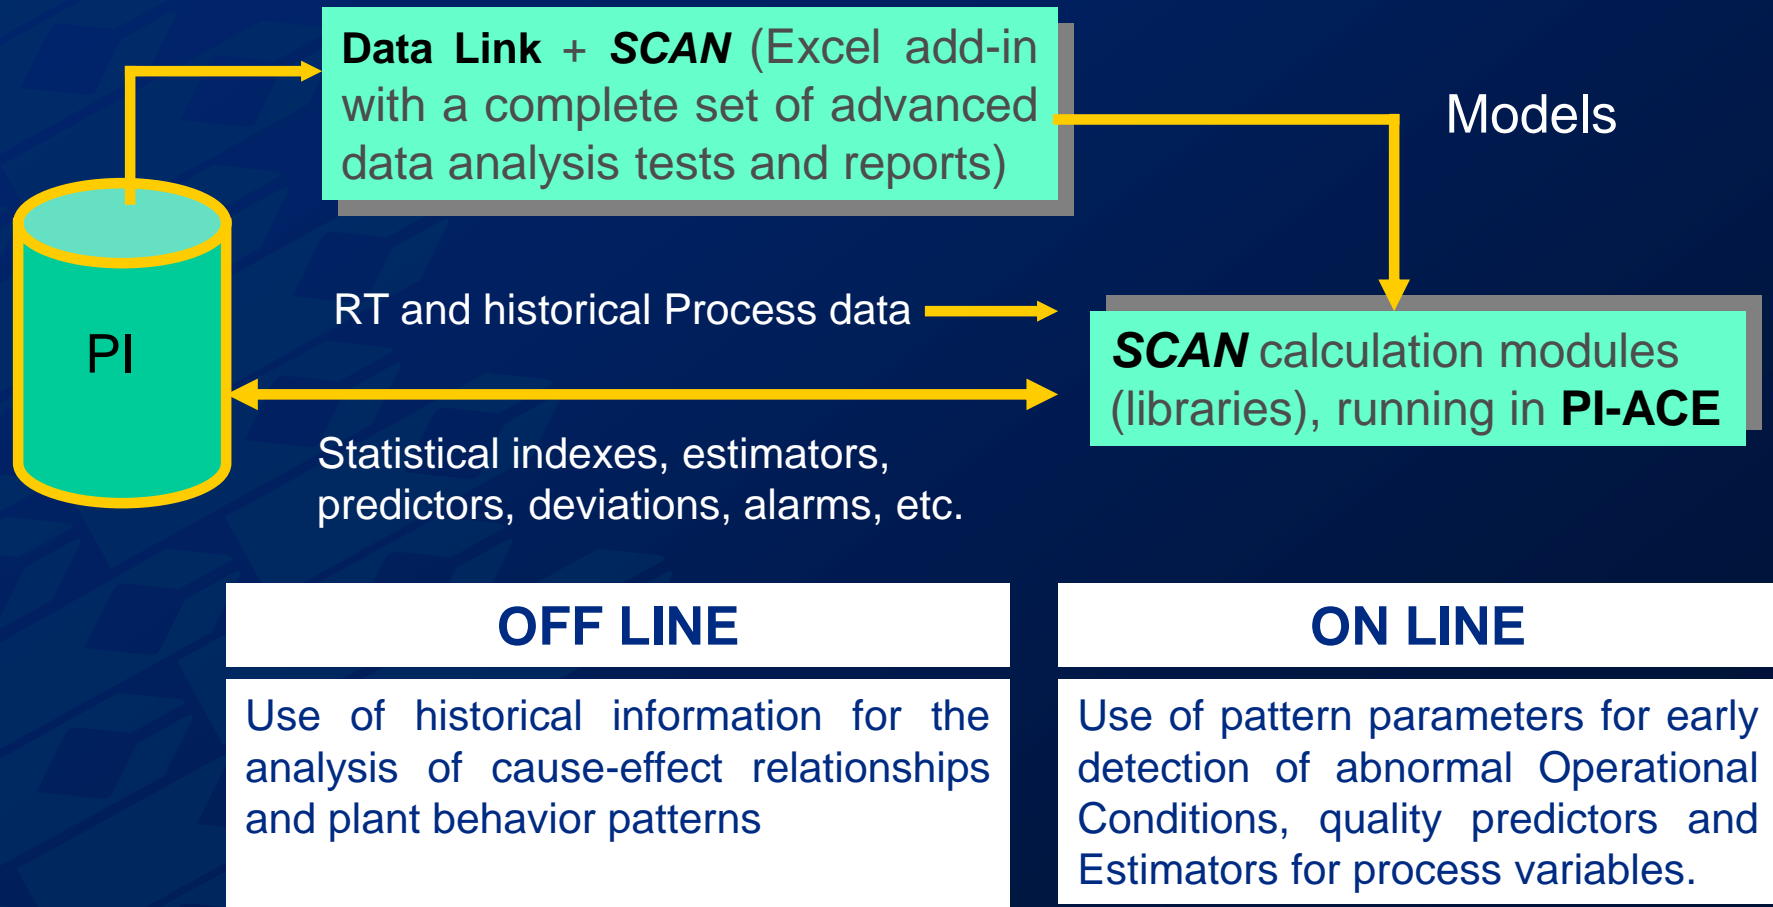 Data Link + SCAN (Excel add-in
with a complete set of advanced
data analysis tests and reports)
Models
RT and historical Process data
PI
SCAN calculation modules
(libraries), running in PI-ACE
Statistical indexes, estimators,
predictors, deviations, alarms, etc.
OFF LINE
Use of historical information for the
analysis of cause-effect relationships
and plant behavior patterns
ON LINE
Use of pattern parameters for early
detection of abnormal Operational
Conditions, quality predictors and
Estimators for process variables.